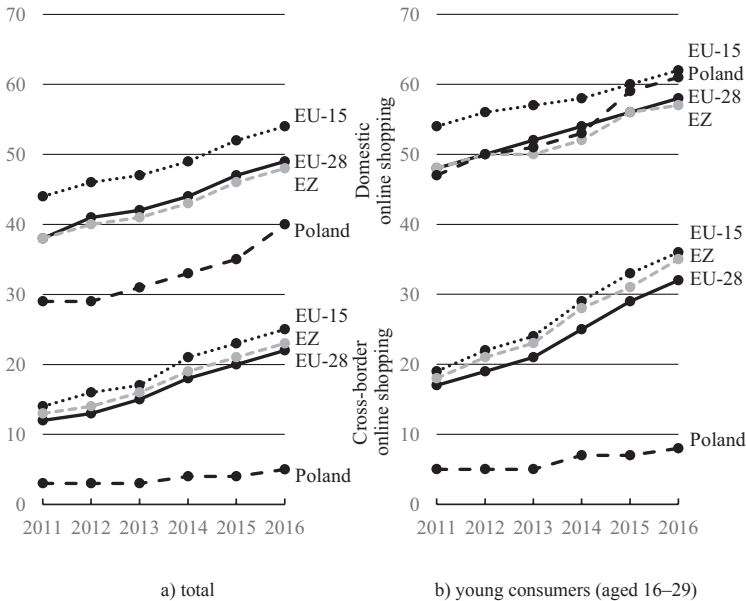 70
60
50
40
30
20
10
0
2011 2012 2013 2014 2015 2016
EU-15
EU-28
EZ
Poland
EU-15
EZ
EU-28
Poland
a) total
Domestic
online shopping
Cross-border
online shopping
70
60
50
40
30
20
10
0
2011 2012 2013 2014 2015 2016
EU-15
Poland
EU-28
EZ
EU-15
EZ
EU-28
Poland
b) young consumers (aged 16–29)